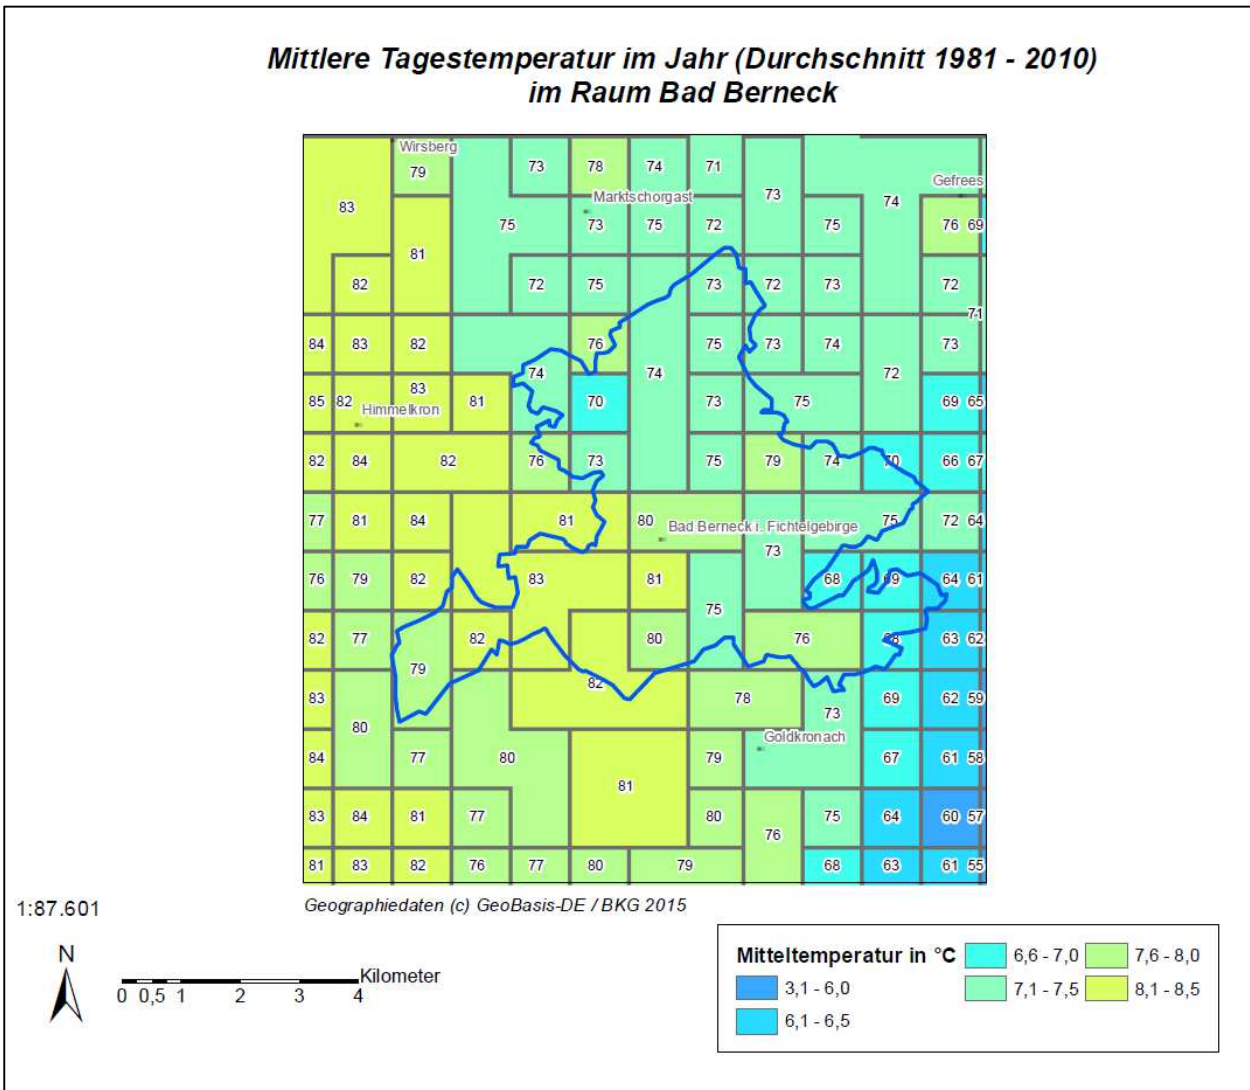 Mittlere Tagestemperatur im Jahr (Durchschnitt 1981 - 2010)
im Raum Bad Berneck
Wirsberg
79 73 78 74 71
Gefrees
83 73 74
Marktschorgast
75 73 75 72 75 76 69
81
82 72 75 73 72 73 72
71
84 83 82 76 75 73 74 73
74 74 72
85 82 83 81 70 73 75 69 65
Himmelkron
82 84 82 76 73 75 79 74 70 66 67
77 81 84 81 80 75 72 64
Bad Berneck i. Fichtelgebirge
73
76 79 82 83 81 68 69 64 61
75
82 77 82 80 76 68 63 62
79
83 82 78 69 62 59
73
80
Goldkronach
84 77 80 79 67 61 58
81
83 84 81 77 80 75 64 60 57
76
81 83 82 76 77 80 79 68 63 61 55
Geographiedaten (c) GeoBasis-DE / BKG 2015
1:87.601
N
Kilometer
0 0,5 1 2 3 4
Mitteltemperatur in °C
3,1 - 6,0
6,1 - 6,5
6,6 - 7,0
7,1 - 7,5
7,6 - 8,0
8,1 - 8,5